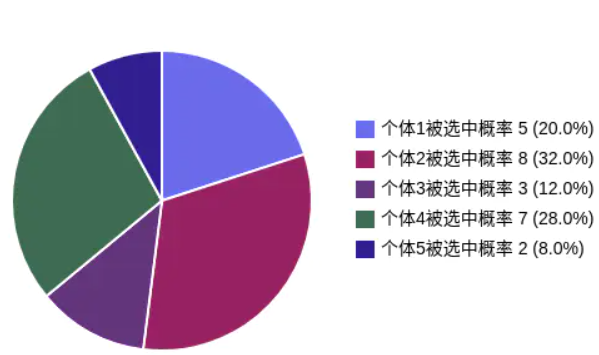 个体1被选中概率 5 (20.0%)
个体2被选中概率 8 (32.0%)
个体3被选中概率 3 (12.0%)
个体4被选中概率 7 (28.0%)
个体5被选中概率 2 (8.0%)